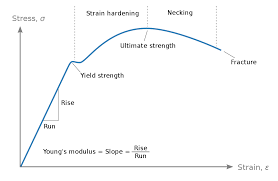 Strain hardening
Necking
Stress, σ
Ultimate strength
Fracture
Yield strength
Rise
Run
Young's modulus = Slope = Rise
Run
Strain, ε